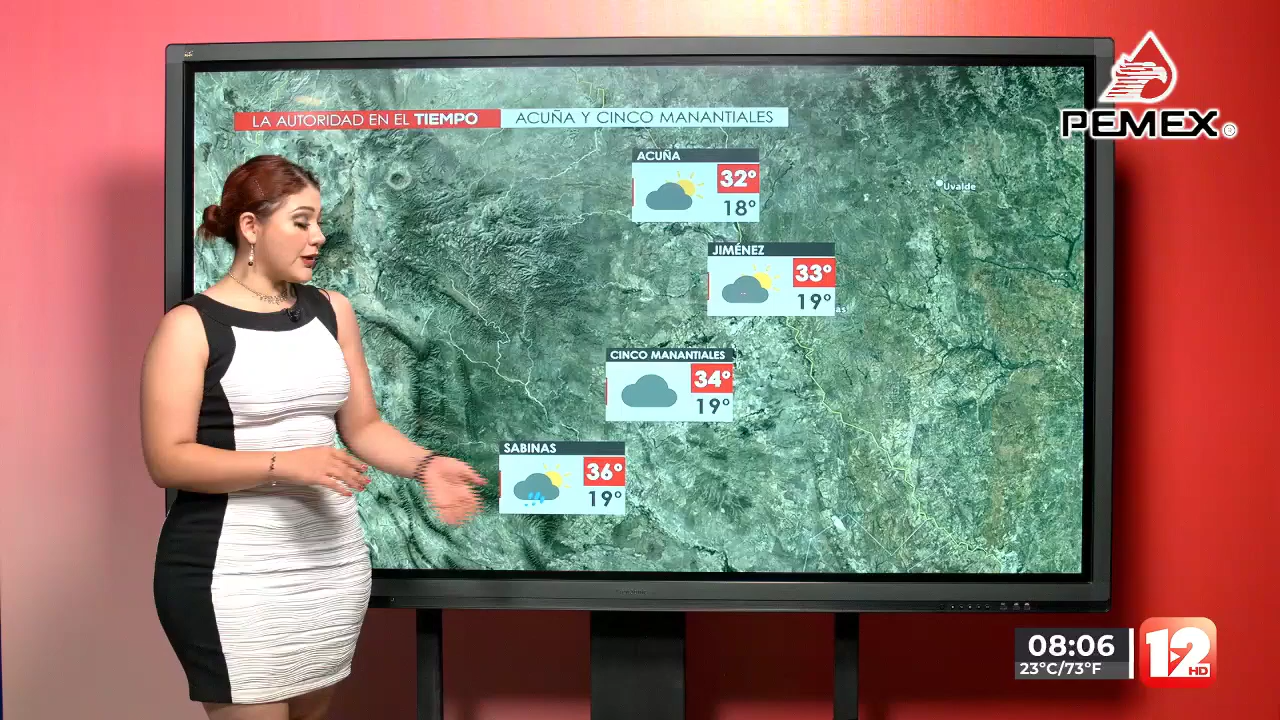 LA AUTORIDAD EN EL TIEMPO ACUÑA Y CINCO MANANTIALES
PEMEX®
ACUÑA
32°
18°
Uvalde
JIMÉNEZ
33°
19°
as
CINCO MANANTIALES
34°
19°
SABINAS
36°
19°
08:06
23°C/73°F
12
HD